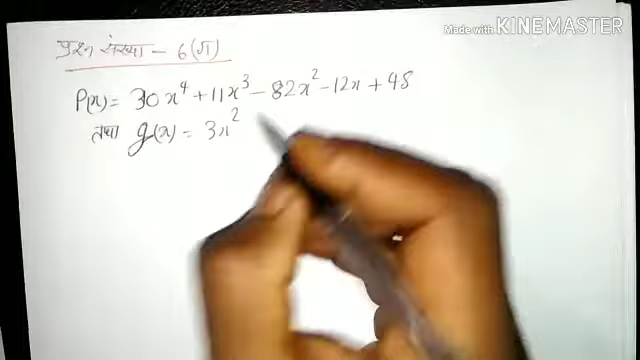 Made with KINEMASTER
प्रश्न संख्या - 6 (ग)
P(x) = 30x⁴ + 11x³ - 82x² - 12x + 48
तथा g(x) = 3x²